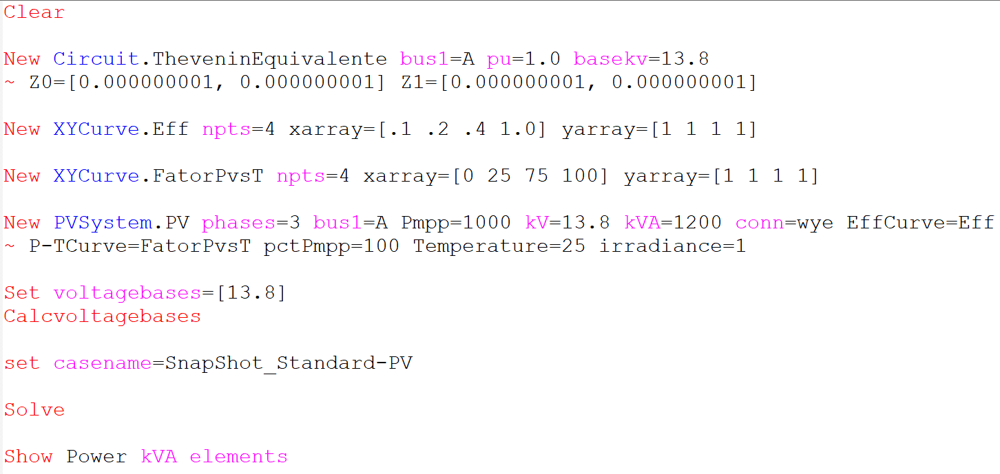 Clear
New Circuit.TheveninEquivalente bus1=A pu=1.0 basekv=13.8
~ Z0=[0.000000001, 0.000000001] Z1=[0.000000001, 0.000000001]
New XYCurve.Eff npts=4 xarray=[.1 .2 .4 1.0] yarray=[1 1 1 1]
New XYCurve.FatorPvsT npts=4 xarray=[0 25 75 100] yarray=[1 1 1 1]
New PVSystem.PV phases=3 bus1=A Pmpp=1000 kV=13.8 kVA=1200 conn=wye EffCurve=Eff
~ P-TCurve=FatorPvsT pctPmpp=100 Temperature=25 irradiance=1
Set voltagebases=[13.8]
Calcvoltagebases
set casename=SnapShot_Standard-PV
Solve
Show Power kVA elements